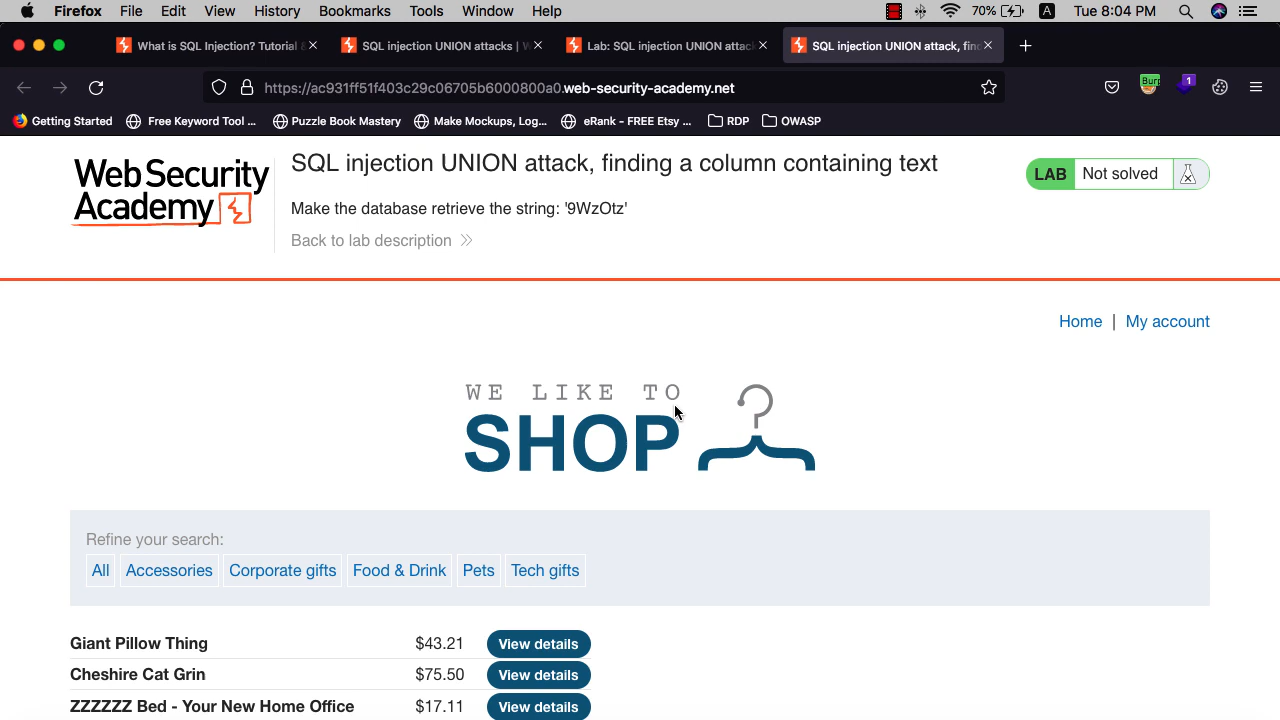 Firefox File Edit View History Bookmarks Tools Window Help 70% A Tue 8:04 PM
What is SQL Injection? Tutorial & SQL injection UNION attacks | W Lab: SQL injection UNION attac SQL injection UNION attack, fin
https://ac931ff51f403c29c06705b6000800a0.web-security-academy.net Burp 1
Getting Started Free Keyword Tool ... Puzzle Book Mastery Make Mockups, Log... eRank - FREE Etsy ... RDP OWASP
Web Security
Academy
SQL injection UNION attack, finding a column containing text
Make the database retrieve the string: '9WzOtz'
Back to lab description
LAB Not solved
Home | My account
WE LIKE TO
SHOP
Refine your search:
All Accessories Corporate gifts Food & Drink Pets Tech gifts
Giant Pillow Thing $43.21 View details
Cheshire Cat Grin $75.50 View details
ZZZZZZ Bed - Your New Home Office $17.11 View details